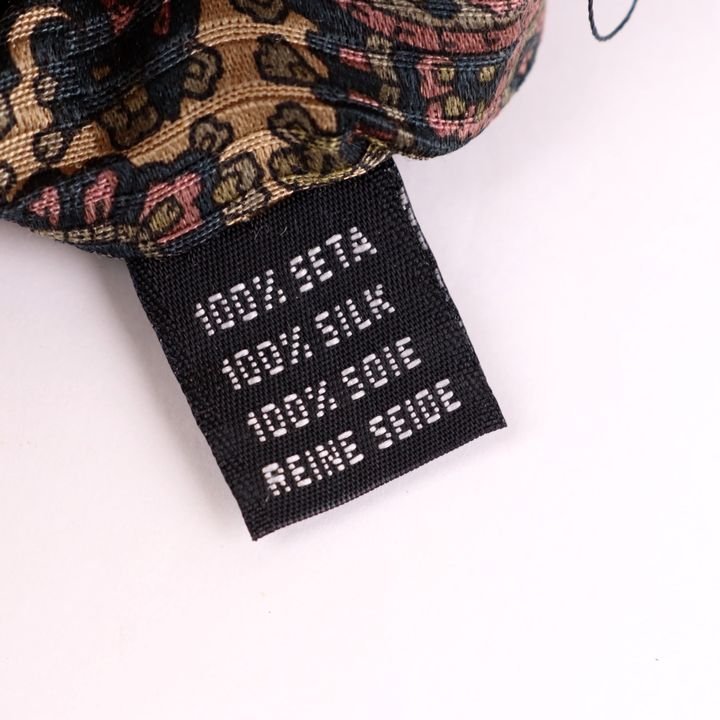 100% SETA
100% SILK
100% SOIE
REINE SEIDE